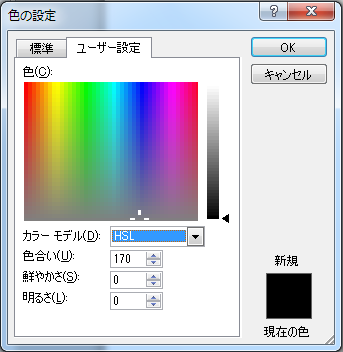 色の設定
標準
ユーザー設定
OK
キャンセル
色(C):
カラー モデル(D):
HSL
色合い(U):
170
鮮やかさ(S):
0
明るさ(L):
0
新規
現在の色